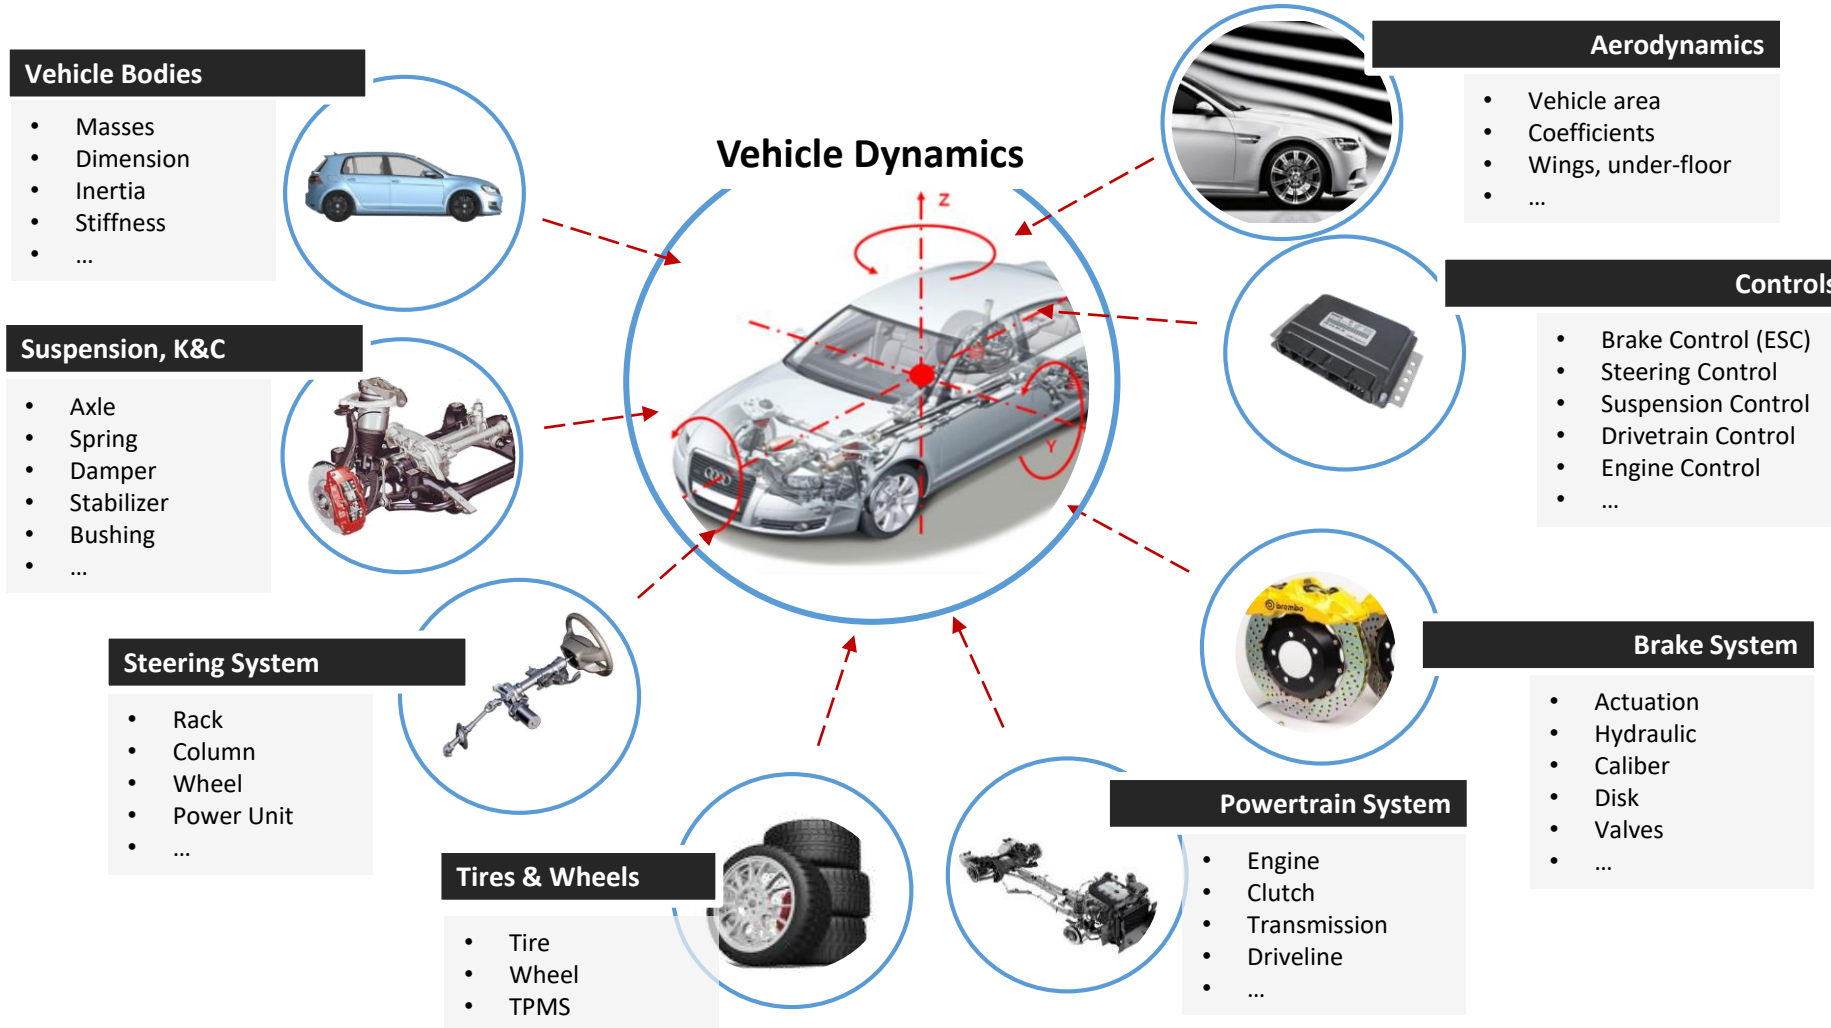 Vehicle Dynamics
Vehicle Bodies
• Masses
• Dimension
• Inertia
• Stiffness
• ...
Suspension, K&C
• Axle
• Spring
• Damper
• Stabilizer
• Bushing
• ...
Steering System
• Rack
• Column
• Wheel
• Power Unit
• ...
Tires & Wheels
• Tire
• Wheel
• TPMS
Powertrain System
• Engine
• Clutch
• Transmission
• Driveline
• ...
Brake System
• Actuation
• Hydraulic
• Caliber
• Disk
• Valves
• ...
Controls
• Brake Control (ESC)
• Steering Control
• Suspension Control
• Drivetrain Control
• Engine Control
• ...
Aerodynamics
• Vehicle area
• Coefficients
• Wings, under-floor
• ...
Z
Y
brembo